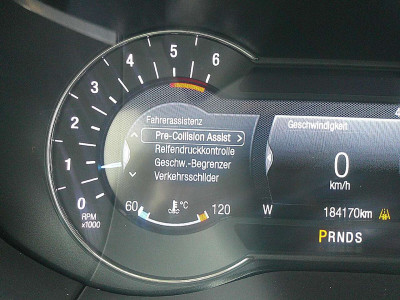 6
5
4
3
2
1
0
RPM
x1000
Fahrerassistenz
Pre-Collision Assist
Reifendruckkontrolle
Geschw.-Begrenzer
Verkehrsschilder
60 °C 120
Geschwindigkeit
0
km/h
W 184170km
PRNDS